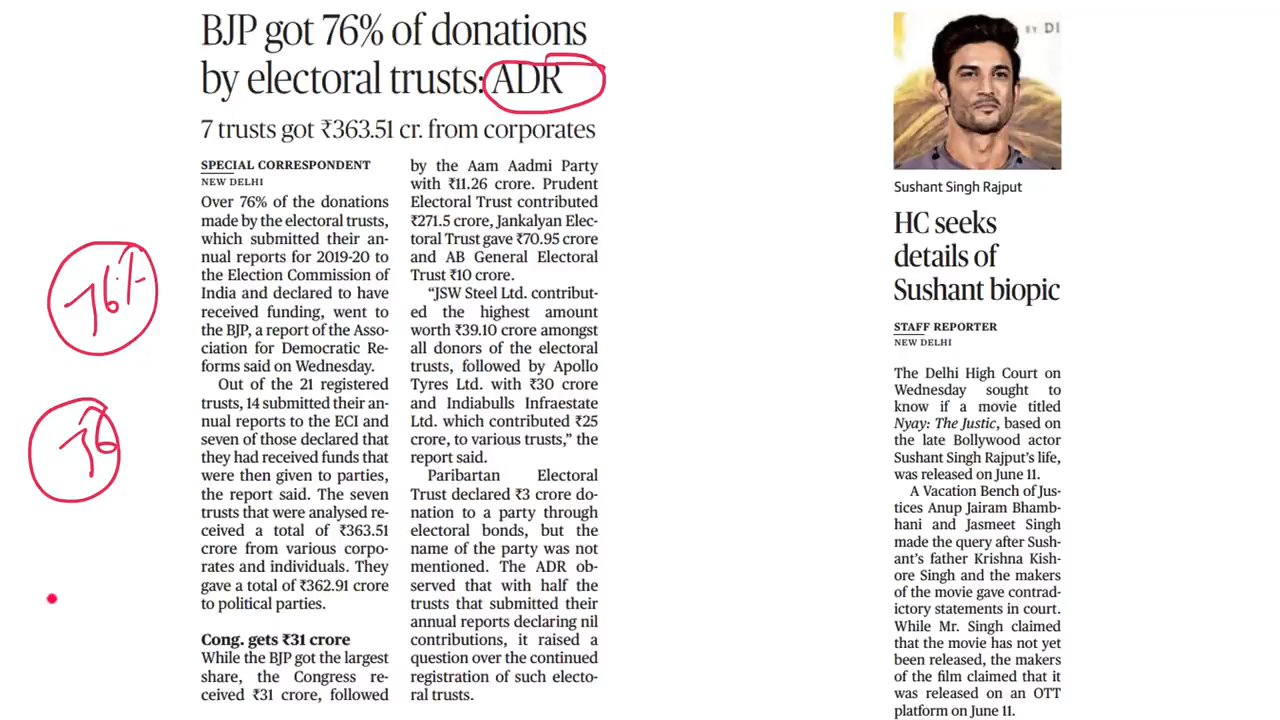 BJP got 76% of donations
by electoral trusts: ADR
7 trusts got ₹363.51 cr. from corporates
SPECIAL CORRESPONDENT
NEW DELHI
Over 76% of the donations
made by the electoral trusts,
which submitted their an-
nual reports for 2019-20 to
the Election Commission of
India and declared to have
received funding, went to
the BJP, a report of the Asso-
ciation for Democratic Re-
forms said on Wednesday.
Out of the 21 registered
trusts, 14 submitted their an-
nual reports to the ECI and
seven of those declared that
they had received funds that
were then given to parties,
the report said. The seven
trusts that were analysed re-
ceived a total of ₹363.51
crore from various corpo-
rates and individuals. They
gave a total of ₹362.91 crore
to political parties.
Cong. gets ₹31 crore
While the BJP got the largest
share, the Congress re-
ceived ₹31 crore, followed
by the Aam Aadmi Party
with ₹11.26 crore. Prudent
Electoral Trust contributed
₹271.5 crore, Jankalyan Elec-
toral Trust gave ₹70.95 crore
and AB General Electoral
Trust ₹10 crore.
“JSW Steel Ltd. contribut-
ed the highest amount
worth ₹39.10 crore amongst
all donors of the electoral
trusts, followed by Apollo
Tyres Ltd. with ₹30 crore
and Indiabulls Infraestate
Ltd. which contributed ₹25
crore, to various trusts,” the
report said.
Paribartan Electoral
Trust declared ₹3 crore do-
nation to a party through
electoral bonds, but the
name of the party was not
mentioned. The ADR ob-
served that with half the
trusts that submitted their
annual reports declaring nil
contributions, it raised a
question over the continued
registration of such electo-
ral trusts.
76%
36
BY DI
Sushant Singh Rajput
HC seeks
details of
Sushant biopic
STAFF REPORTER
NEW DELHI
The Delhi High Court on
Wednesday sought to
know if a movie titled
Nyay: The Justic, based on
the late Bollywood actor
Sushant Singh Rajput’s life,
was released on June 11.
A Vacation Bench of Jus-
tices Anup Jairam Bhamb-
hani and Jasmeet Singh
made the query after Sush-
ant’s father Krishna Kish-
ore Singh and the makers
of the movie gave contrad-
ictory statements in court.
While Mr. Singh claimed
that the movie has not yet
been released, the makers
of the film claimed that it
was released on an OTT
platform on June 11.